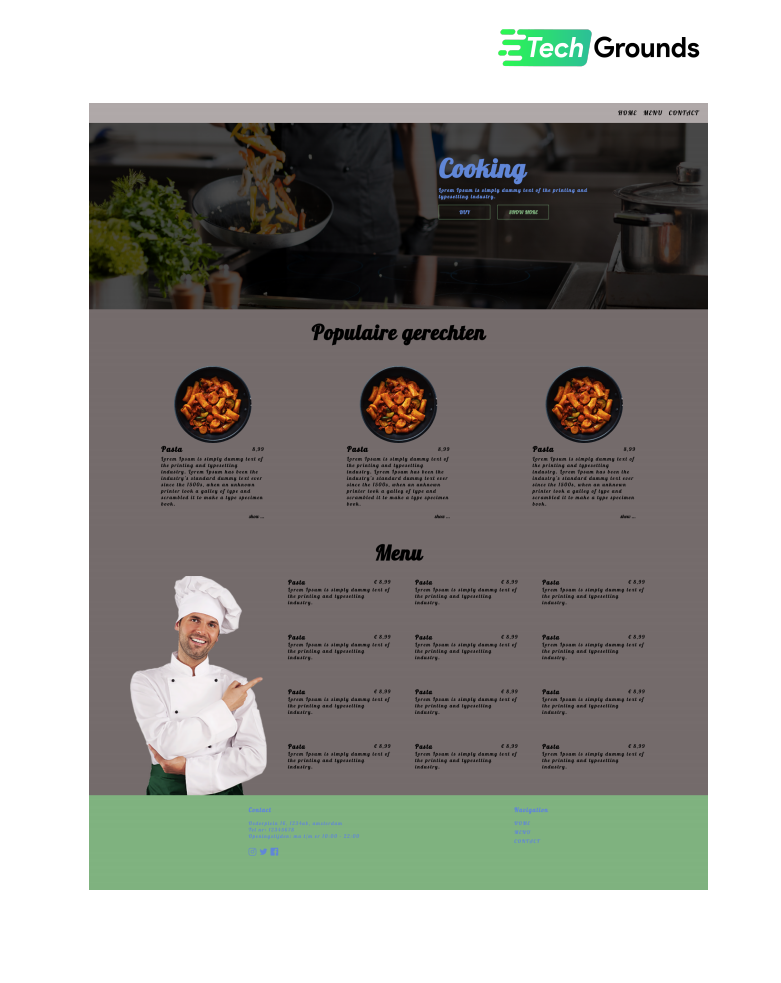 Tech Grounds
HOME MENU CONTACT
Cooking
Lorem Ipsum is simply dummy text of the printing and
typesetting industry.
BUY SHOW MORE
Populaire gerechten
Pasta 8,99
Lorem Ipsum is simply dummy text of
the printing and typesetting
industry. Lorem Ipsum has been the
industry's standard dummy text ever
since the 1500s, when an unknown
printer took a galley of type and
scrambled it to make a type specimen
book.
show ...
Pasta 8,99
Lorem Ipsum is simply dummy text of
the printing and typesetting
industry. Lorem Ipsum has been the
industry's standard dummy text ever
since the 1500s, when an unknown
printer took a galley of type and
scrambled it to make a type specimen
book.
show ...
Pasta 8,99
Lorem Ipsum is simply dummy text of
the printing and typesetting
industry. Lorem Ipsum has been the
industry's standard dummy text ever
since the 1500s, when an unknown
printer took a galley of type and
scrambled it to make a type specimen
book.
show ...
Menu
Pasta € 8,99
Lorem Ipsum is simply dummy text of
the printing and typesetting
industry.
Pasta € 8,99
Lorem Ipsum is simply dummy text of
the printing and typesetting
industry.
Pasta € 8,99
Lorem Ipsum is simply dummy text of
the printing and typesetting
industry.
Pasta € 8,99
Lorem Ipsum is simply dummy text of
the printing and typesetting
industry.
Pasta € 8,99
Lorem Ipsum is simply dummy text of
the printing and typesetting
industry.
Pasta € 8,99
Lorem Ipsum is simply dummy text of
the printing and typesetting
industry.
Pasta € 8,99
Lorem Ipsum is simply dummy text of
the printing and typesetting
industry.
Pasta € 8,99
Lorem Ipsum is simply dummy text of
the printing and typesetting
industry.
Pasta € 8,99
Lorem Ipsum is simply dummy text of
the printing and typesetting
industry.
Pasta € 8,99
Lorem Ipsum is simply dummy text of
the printing and typesetting
industry.
Pasta € 8,99
Lorem Ipsum is simply dummy text of
the printing and typesetting
industry.
Pasta € 8,99
Lorem Ipsum is simply dummy text of
the printing and typesetting
industry.
Contact
Navigation
HOME
MENU
CONTACT